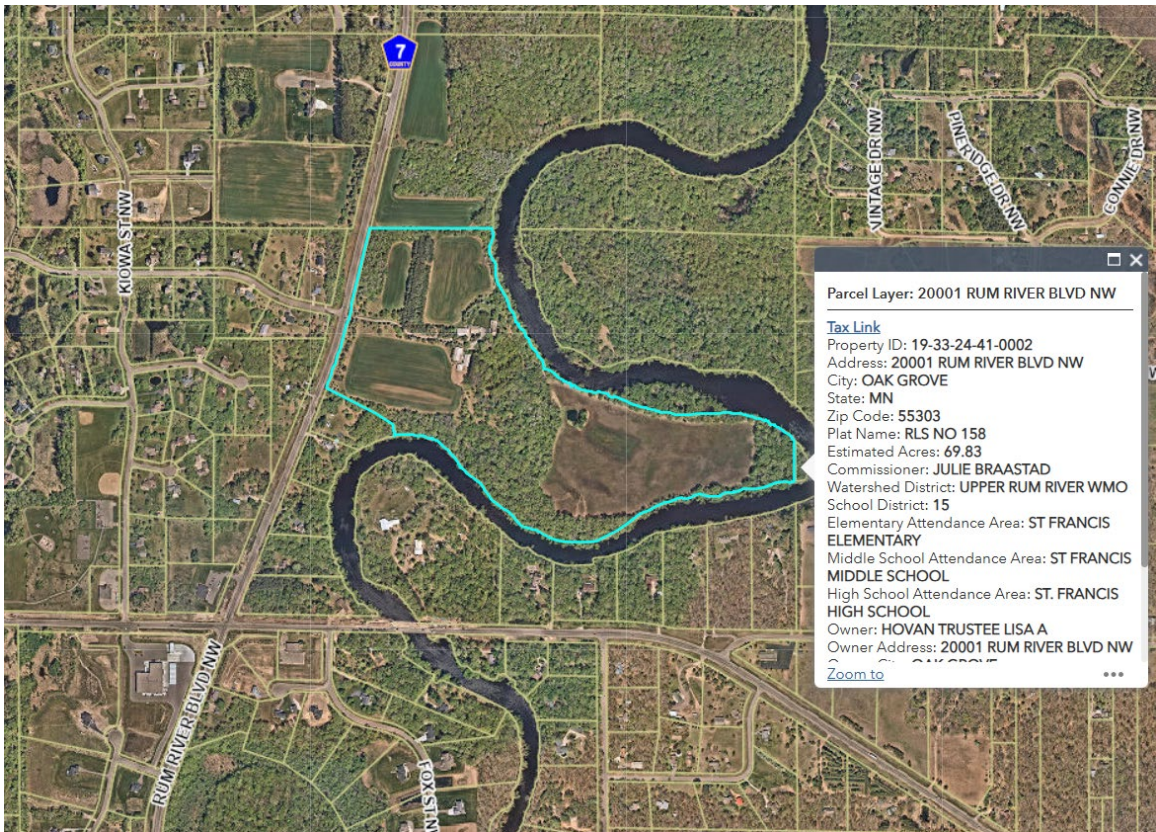 7
COUNTY
KIOWA ST NW
VINTAGE DR NW
PINERIDGE DR NW
CONNIE DR NW
RUM RIVER BLVD NW
FOX ST NW
W
Parcel Layer: 20001 RUM RIVER BLVD NW
Tax Link
Property ID: 19-33-24-41-0002
Address: 20001 RUM RIVER BLVD NW
City: OAK GROVE
State: MN
Zip Code: 55303
Plat Name: RLS NO 158
Estimated Acres: 69.83
Commissioner: JULIE BRAASTAD
Watershed District: UPPER RUM RIVER WMO
School District: 15
Elementary Attendance Area: ST FRANCIS
ELEMENTARY
Middle School Attendance Area: ST FRANCIS
MIDDLE SCHOOL
High School Attendance Area: ST. FRANCIS
HIGH SCHOOL
Owner: HOVAN TRUSTEE LISA A
Owner Address: 20001 RUM RIVER BLVD NW
Zoom to